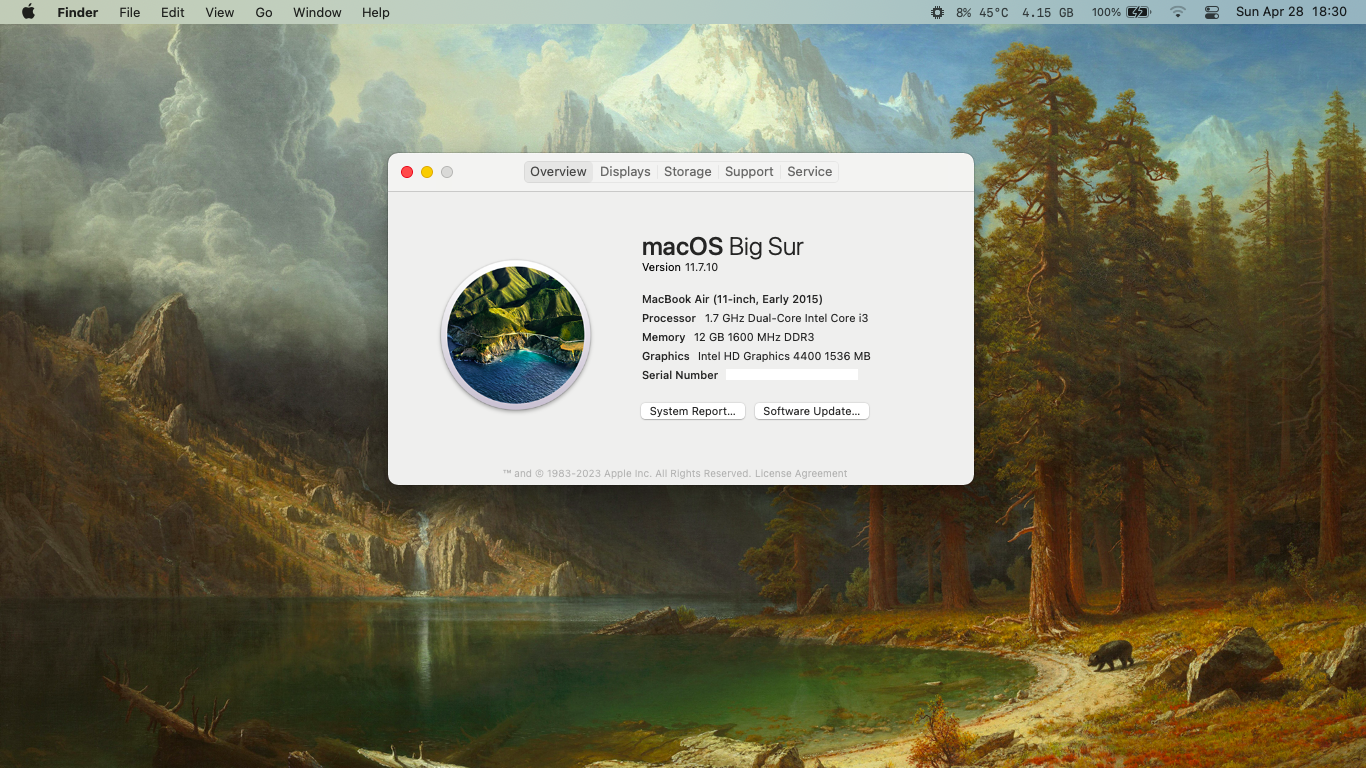 Finder File Edit View Go Window Help 8% 45°C 4.15 GB 100% Sun Apr 28 18:30
Overview Displays Storage Support Service
macOS Big Sur
Version 11.7.10
MacBook Air (11-inch, Early 2015)
Processor 1.7 GHz Dual-Core Intel Core i3
Memory 12 GB 1600 MHz DDR3
Graphics Intel HD Graphics 4400 1536 MB
Serial Number
System Report... Software Update...
™ and © 1983-2023 Apple Inc. All Rights Reserved. License Agreement